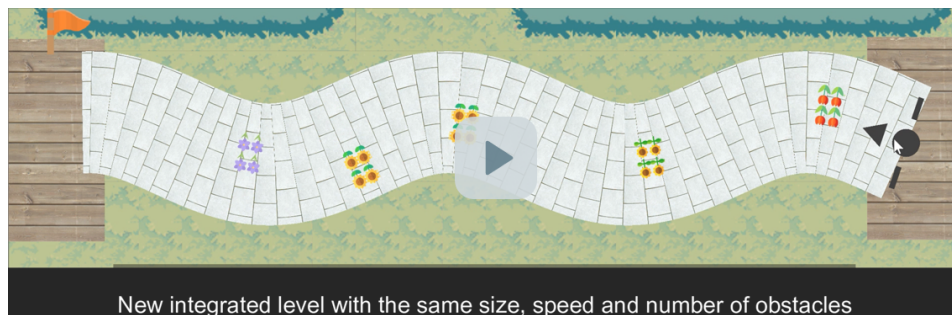 New integrated level with the same size, speed and number of obstacles